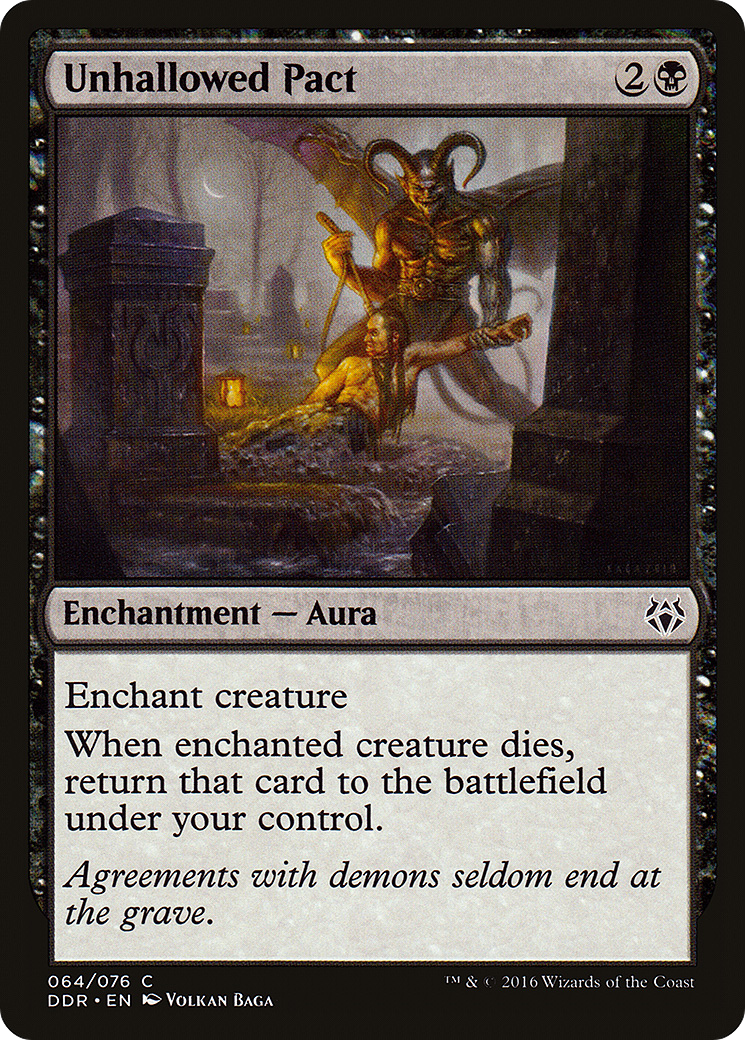 Unhallowed Pact 2
Enchantment — Aura
Enchant creature
When enchanted creature dies,
return that card to the battlefield
under your control.
Agreements with demons seldom end at
the grave.
064/076 C ™ & © 2016 Wizards of the Coast
DDR • EN Volkan Baga